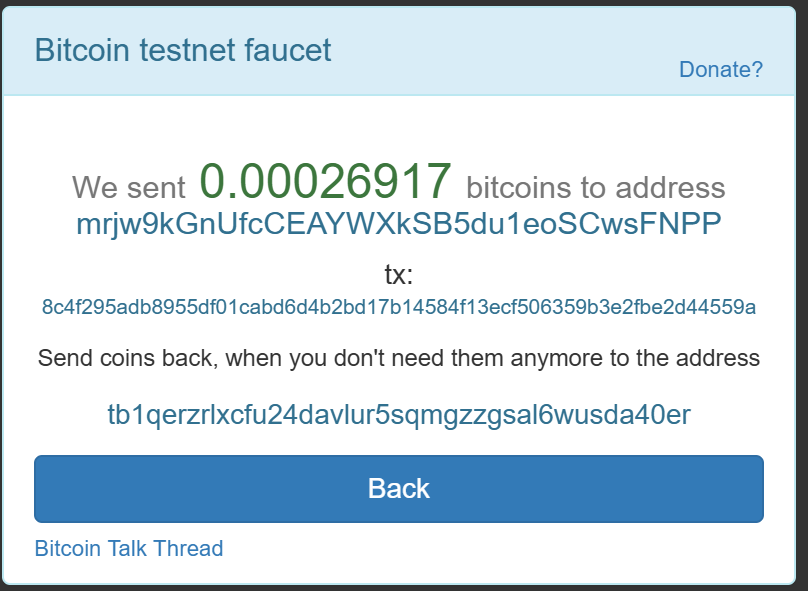 Bitcoin testnet faucet
Donate?
We sent 0.00026917 bitcoins to address
mrjw9kGnUfcCEAYWXkSB5du1eoSCwsFNPP
tx:
8c4f295adb8955df01cabd6d4b2bd17b14584f13ecf506359b3e2fbe2d44559a
Send coins back, when you don't need them anymore to the address
tb1qerzrlxcfu24davlur5sqmgzzgsal6wusda40er
Back
Bitcoin Talk Thread